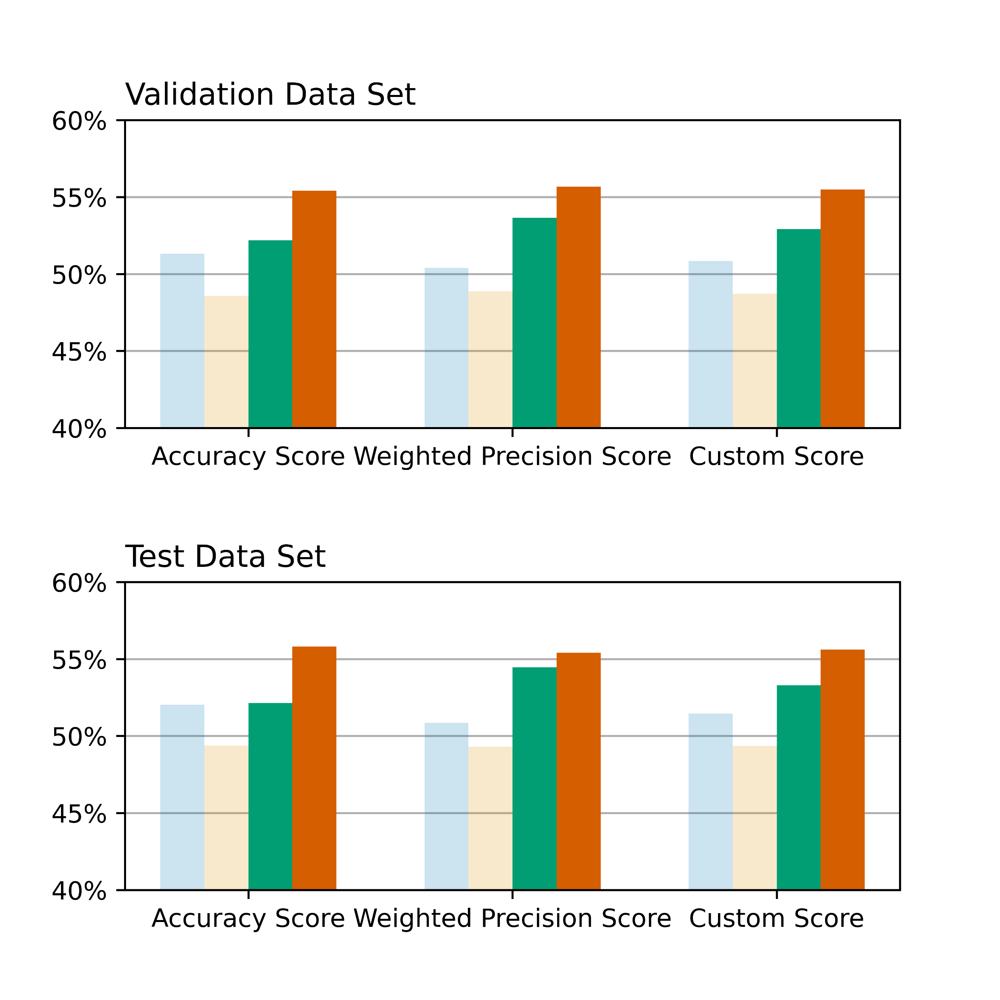 Validation Data Set
60%
55%
50%
45%
40%
Accuracy Score Weighted Precision Score Custom Score
Test Data Set
60%
55%
50%
45%
40%
Accuracy Score Weighted Precision Score Custom Score